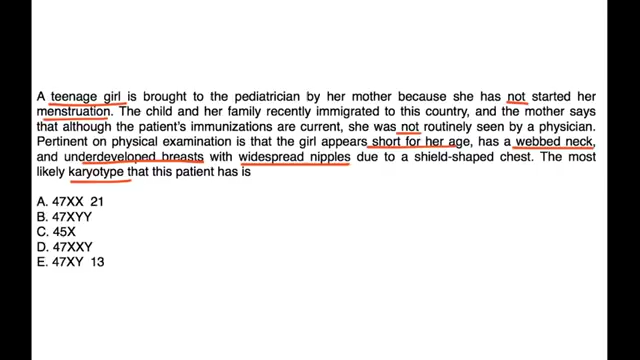 A teenage girl is brought to the pediatrician by her mother because she has not started her
menstruation. The child and her family recently immigrated to this country, and the mother says
that although the patient's immunizations are current, she was not routinely seen by a physician.
Pertinent on physical examination is that the girl appears short for her age, has a webbed neck,
and underdeveloped breasts with widespread nipples due to a shield-shaped chest. The most
likely karyotype that this patient has is
A. 47XX 21
B. 47XYY
C. 45X
D. 47XXY
E. 47XY 13